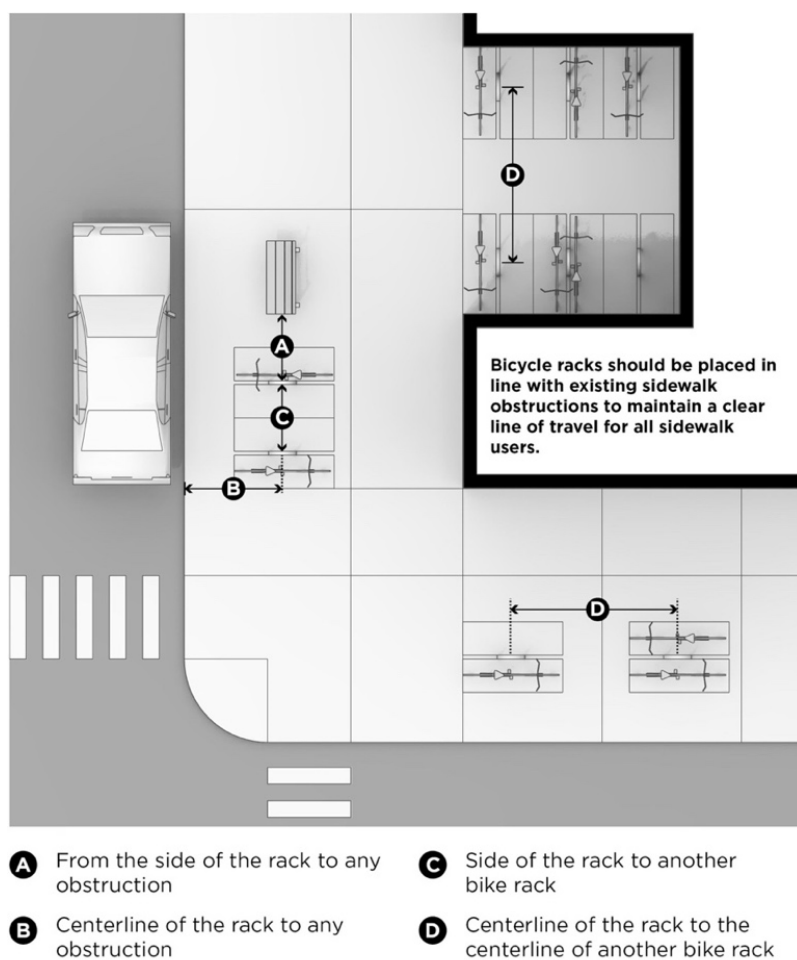 D
A
C
B
Bicycle racks should be placed in
line with existing sidewalk
obstructions to maintain a clear
line of travel for all sidewalk
users.
D
A From the side of the rack to any
obstruction
B Centerline of the rack to any
obstruction
C Side of the rack to another
bike rack
D Centerline of the rack to the
centerline of another bike rack